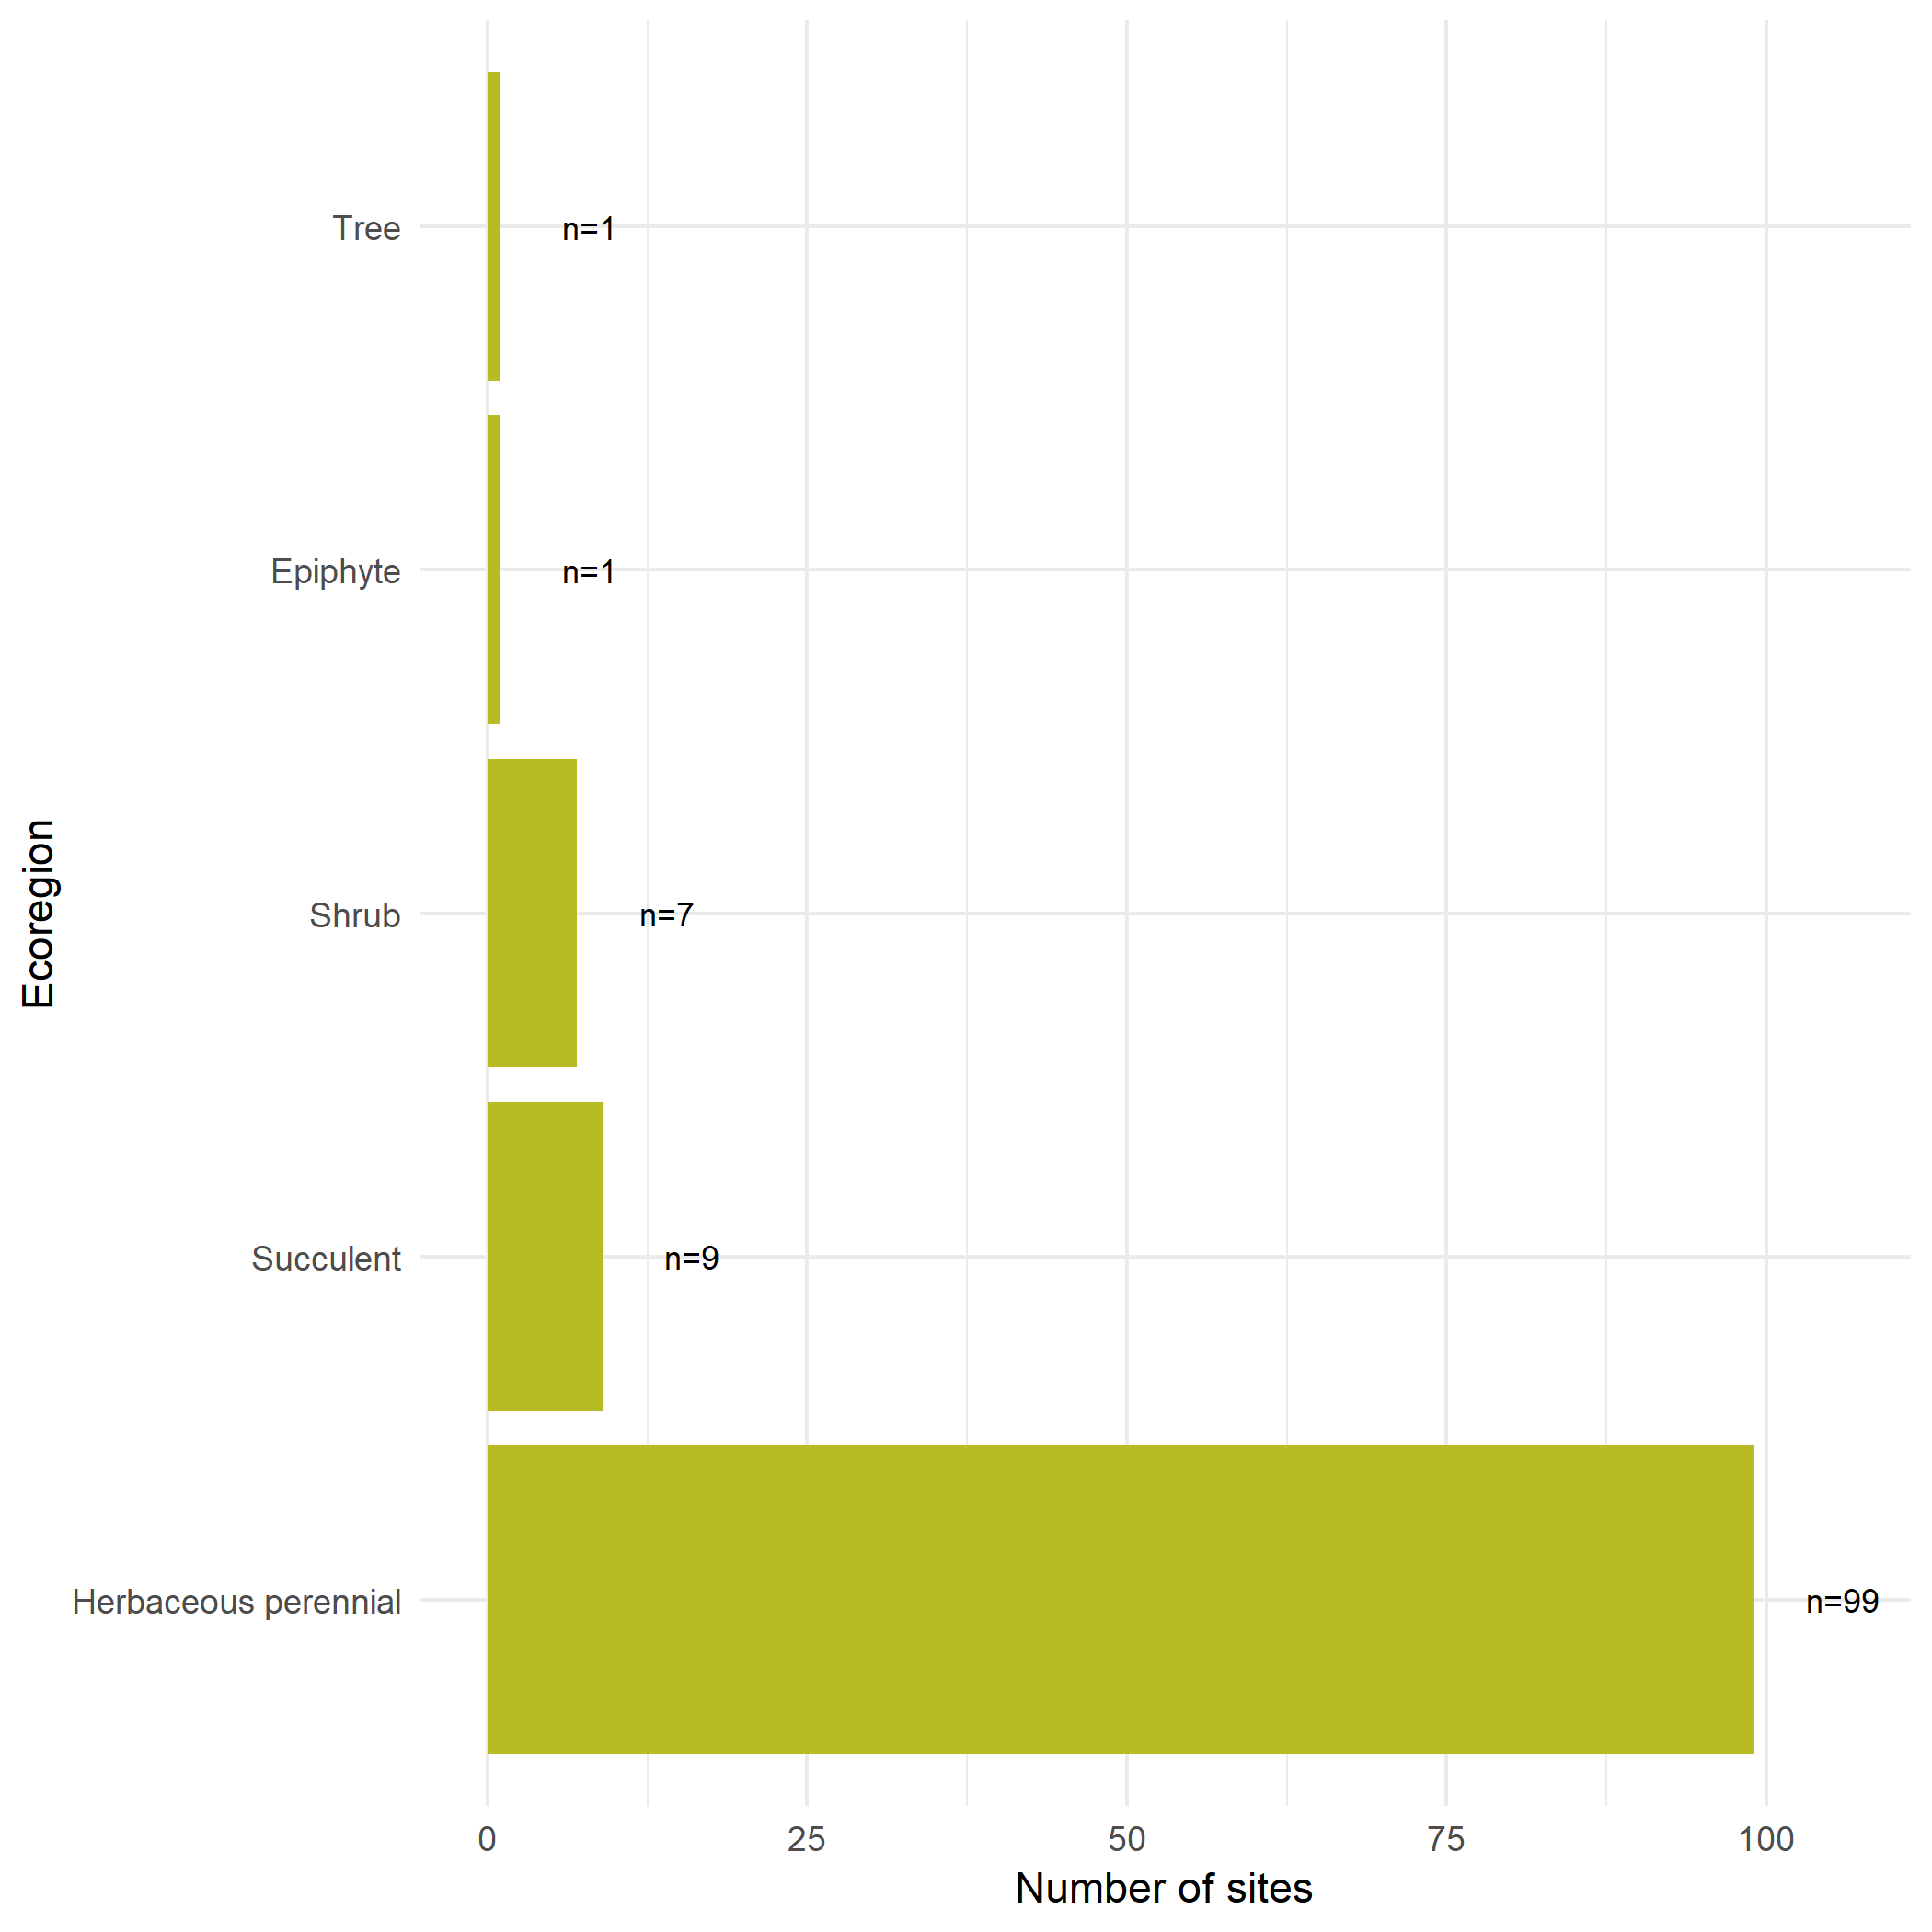 Tree
n=1
Epiphyte
n=1
Shrub
n=7
Succulent
n=9
Herbaceous perennial
n=99
Ecoregion
0 25 50 75 100
Number of sites